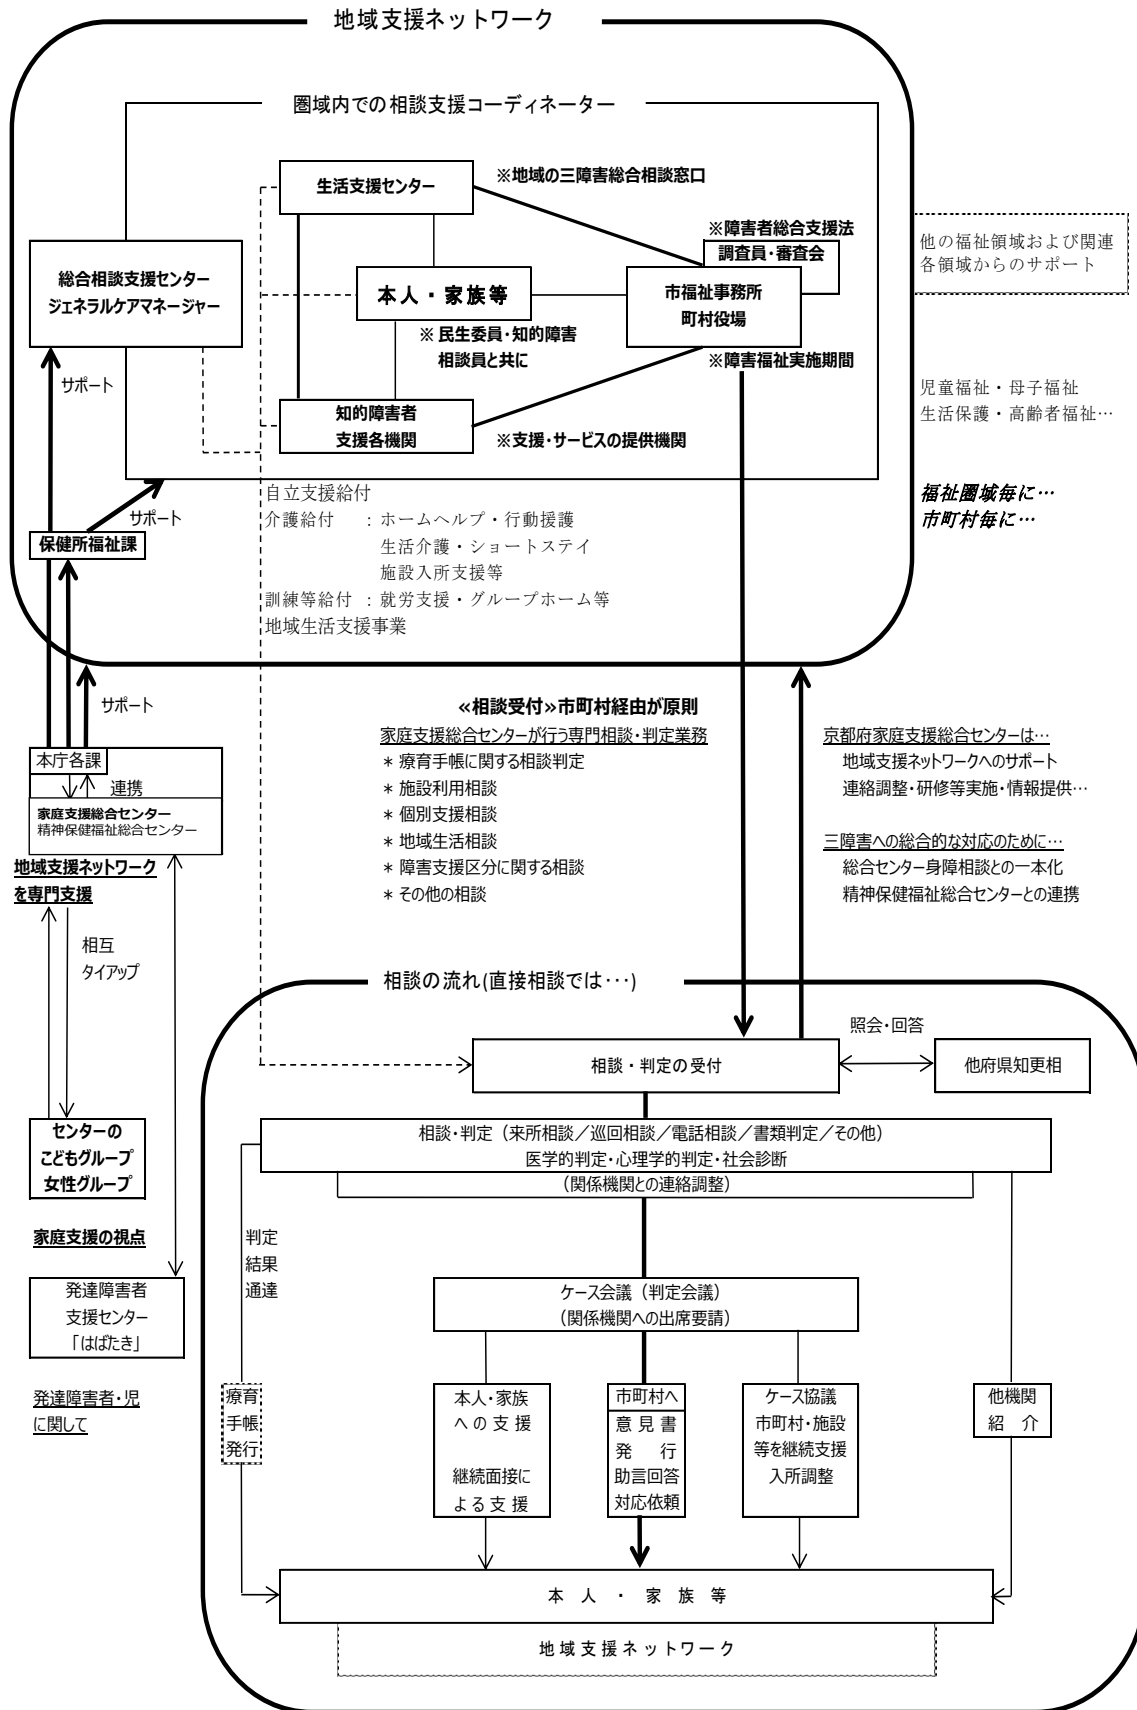 地域支援ネットワーク
圏域内での相談支援コーディネーター
生活支援センター
※地域の三障害総合相談窓口
※障害者総合支援法
調査員・審査会
他の福祉領域および関連
各領域からのサポート
総合相談支援センター
ジェネラルケアマネージャー
本人・家族等
市福祉事務所
町村役場
※民生委員・知的障害
相談員と共に
※障害福祉実施期間
サポート
児童福祉・母子福祉
生活保護・高齢者福祉…
知的障害者
支援各機関
※支援・サービスの提供機関
福祉圏域毎に…
市町村毎に…
サポート
保健所福祉課
自立支援給付
介護給付 : ホームヘルプ・行動援護
生活介護・ショートステイ
施設入所支援等
訓練等給付 : 就労支援・グループホーム等
地域生活支援事業
サポート
«相談受付»市町村経由が原則
家庭支援総合センターが行う専門相談・判定業務
＊ 療育手帳に関する相談判定
＊ 施設利用相談
＊ 個別支援相談
＊ 地域生活相談
＊ 障害支援区分に関する相談
＊ その他の相談
京都府家庭支援総合センターは…
地域支援ネットワークへのサポート
連絡調整・研修等実施・情報提供…
三障害への総合的な対応のために…
総合センター身障相談との一本化
精神保健福祉総合センターとの連携
本庁各課
連携
家庭支援総合センター
精神保健福祉総合センター
地域支援ネットワーク
を専門支援
相互
タイアップ
センターの
こどもグループ
女性グループ
家庭支援の視点
発達障害者
支援センター
「はばたき」
発達障害者・児
に関して
相談の流れ(直接相談では･･･)
相談・判定の受付
照会・回答
他府県知更相
相談・判定（来所相談／巡回相談／電話相談／書類判定／その他）
医学的判定・心理学的判定・社会診断
（関係機関との連絡調整）
判定
結果
通達
ケース会議（判定会議）
（関係機関への出席要請）
療育
手帳
発行
本人・家族
への支援
継続面接に
よる支援
市町村へ
意見書
発　行
助言回答
対応依頼
ケース協議
市町村・施設
等を継続支援
入所調整
他機関
紹　介
本　人　・　家　族　等
地域支援ネットワーク